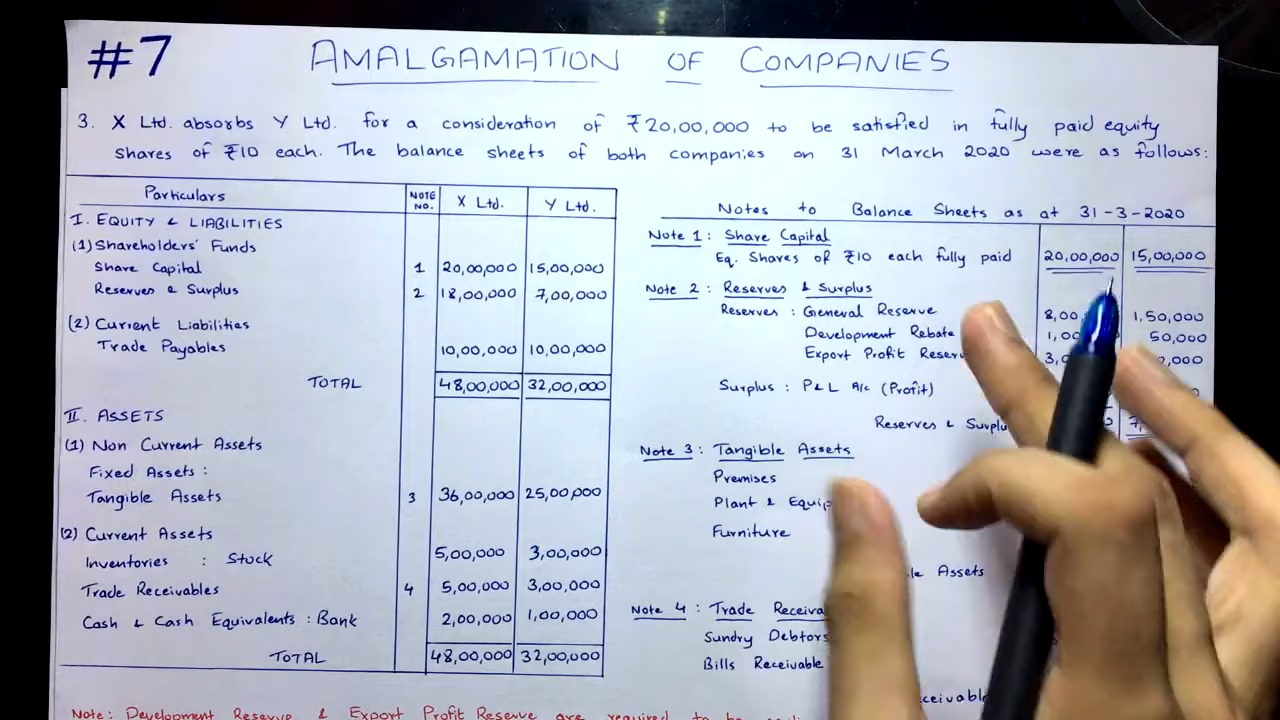 #7
AMALGAMATION OF COMPANIES
3. X Ltd. absorbs Y Ltd. for a consideration of ₹20,00,000 to be satisfied in fully paid equity
shares of ₹10 each. The balance sheets of both companies on 31 March 2020 were as follows:
Particulars NOTE NO. X Ltd. Y Ltd.
I. EQUITY & LIABILITIES
(1) Shareholders' Funds
Share Capital 1 20,00,000 15,00,000
Reserves & Surplus 2 18,00,000 7,00,000
(2) Current Liabilities
Trade Payables 10,00,000 10,00,000
TOTAL 48,00,000 32,00,000
II. ASSETS
(1) Non Current Assets
Fixed Assets :
Tangible Assets 3 36,00,000 25,00,000
(2) Current Assets
Inventories : Stock 5,00,000 3,00,000
Trade Receivables 4 5,00,000 3,00,000
Cash & Cash Equivalents : Bank 2,00,000 1,00,000
TOTAL 48,00,000 32,00,000
Notes to Balance Sheets as at 31-3-2020
Note 1 : Share Capital
Eq. Shares of ₹10 each fully paid 20,00,000 15,00,000
Note 2 : Reserves & Surplus
Reserves : General Reserve 1,50,000
Development Rebate 50,000
Export Profit
Surplus : P&L A/c (Profit)
Reserves &
Note 3 : Tangible Assets
Premises
Plant &
Furniture
Assets
Note 4 : Trade
Sundry Debtors
Bills Receivable
Note: Development Reserve & Export Profit Reserve are required to be